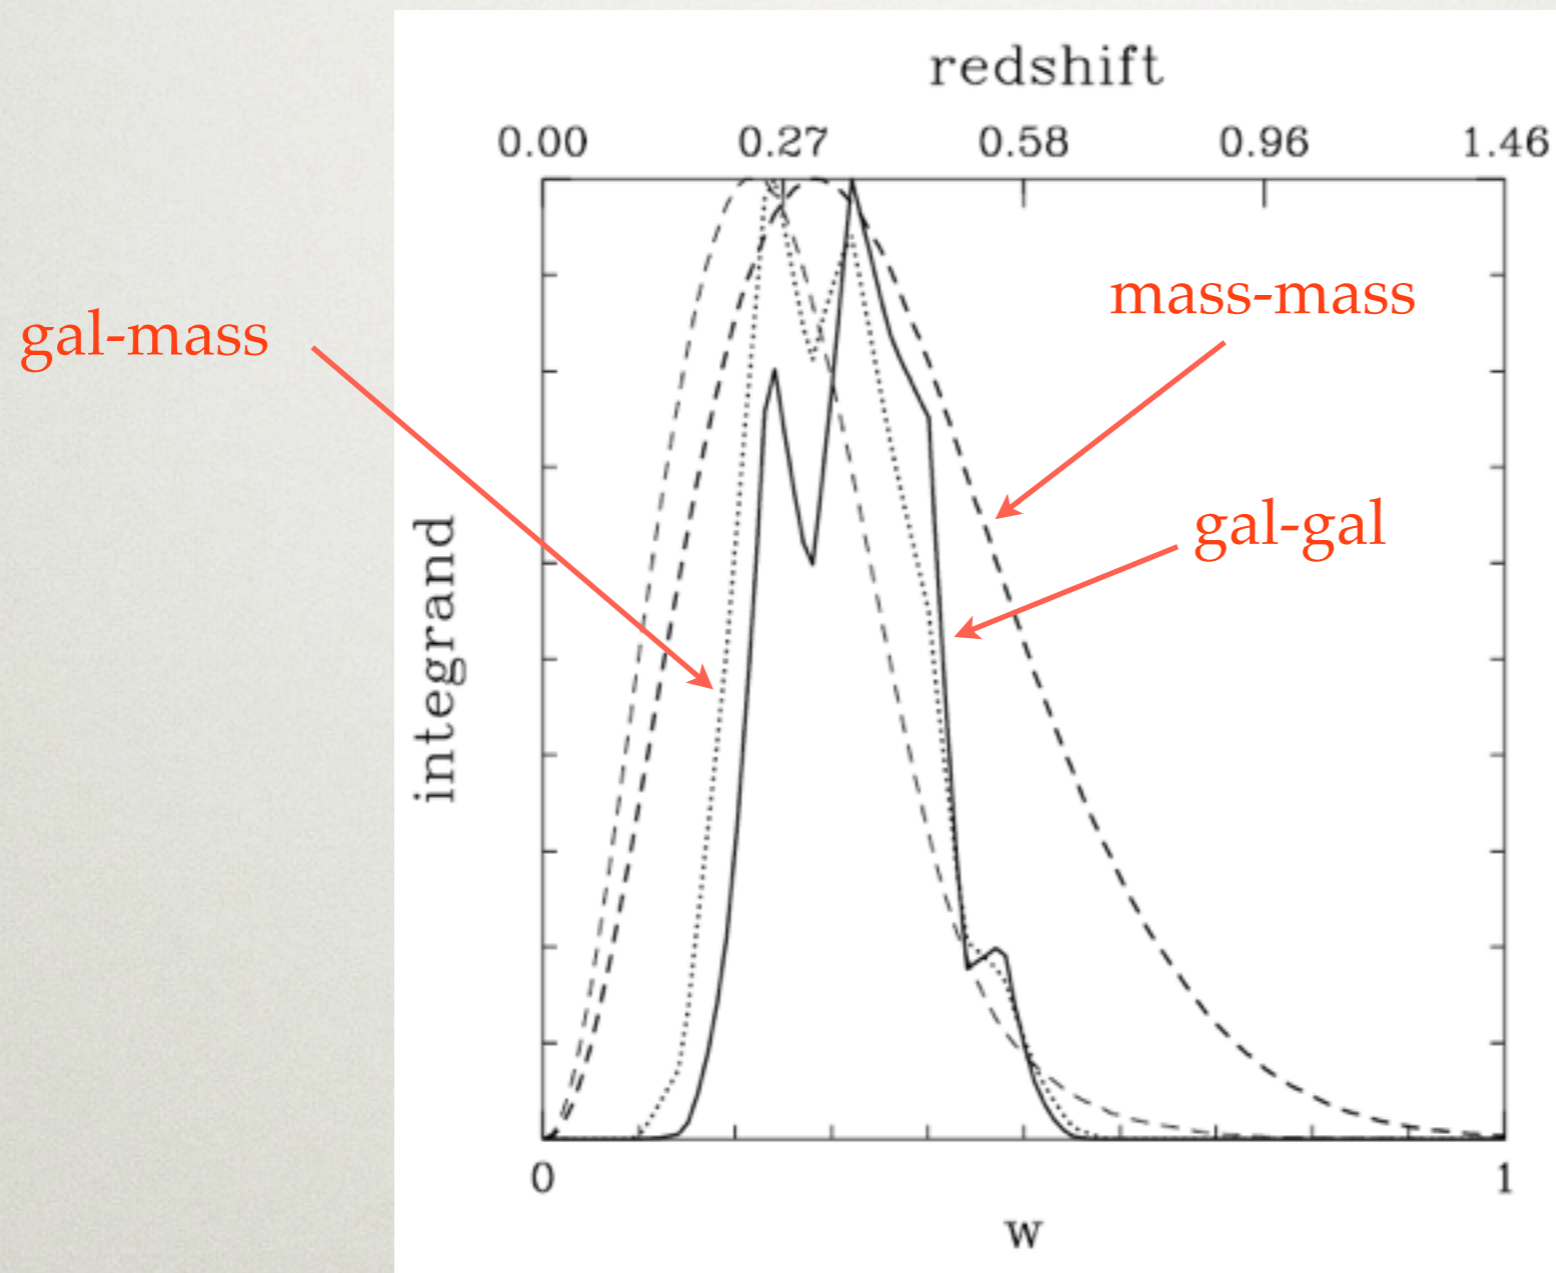 redshift
0.00 0.27 0.58 0.96 1.46
gal-mass
mass-mass
gal-gal
integrand
0 1
w